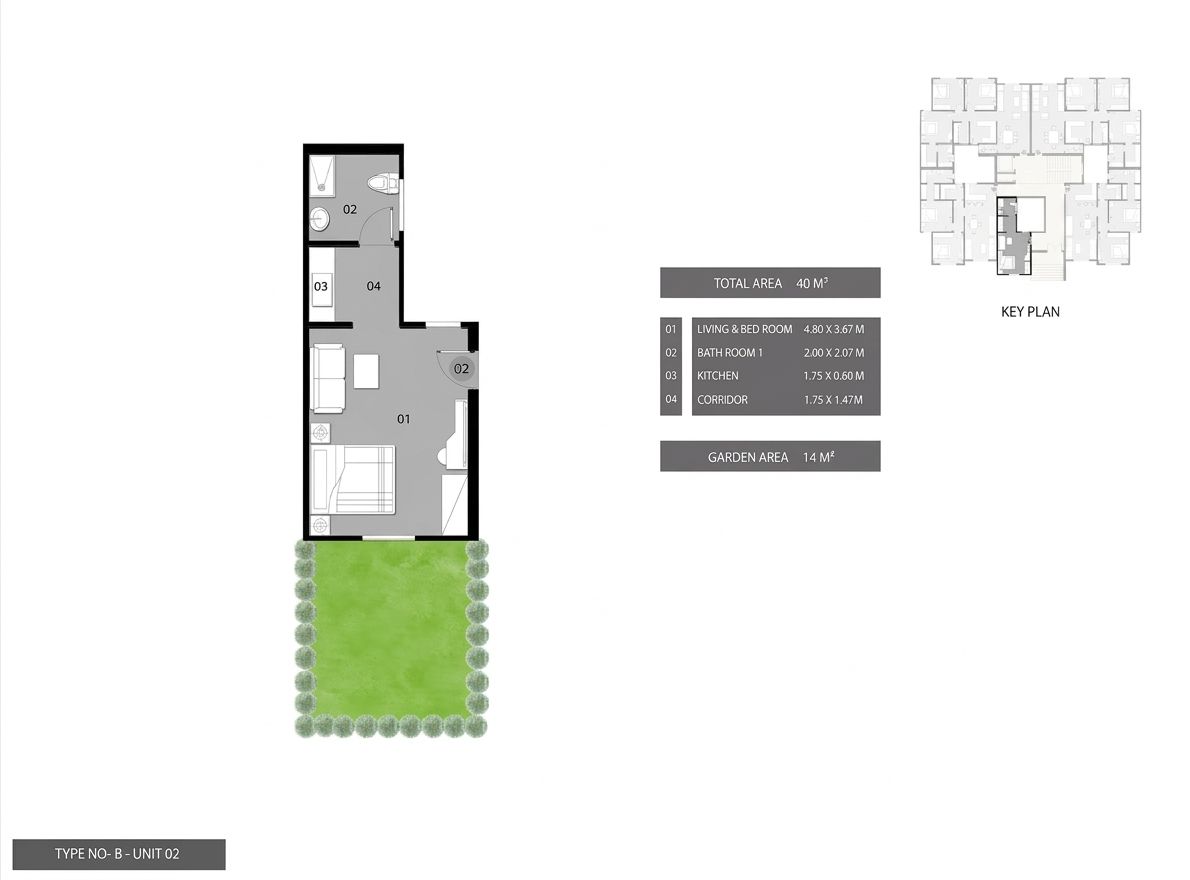 02
03
04
02
01
TOTAL AREA 40 M³
01 LIVING & BED ROOM 4.80 X 3.67 M
02 BATH ROOM 1 2.00 X 2.07 M
03 KITCHEN 1.75 X 0.60 M
04 CORRIDOR 1.75 X 1.47M
GARDEN AREA 14 M²
KEY PLAN
TYPE NO- B - UNIT 02